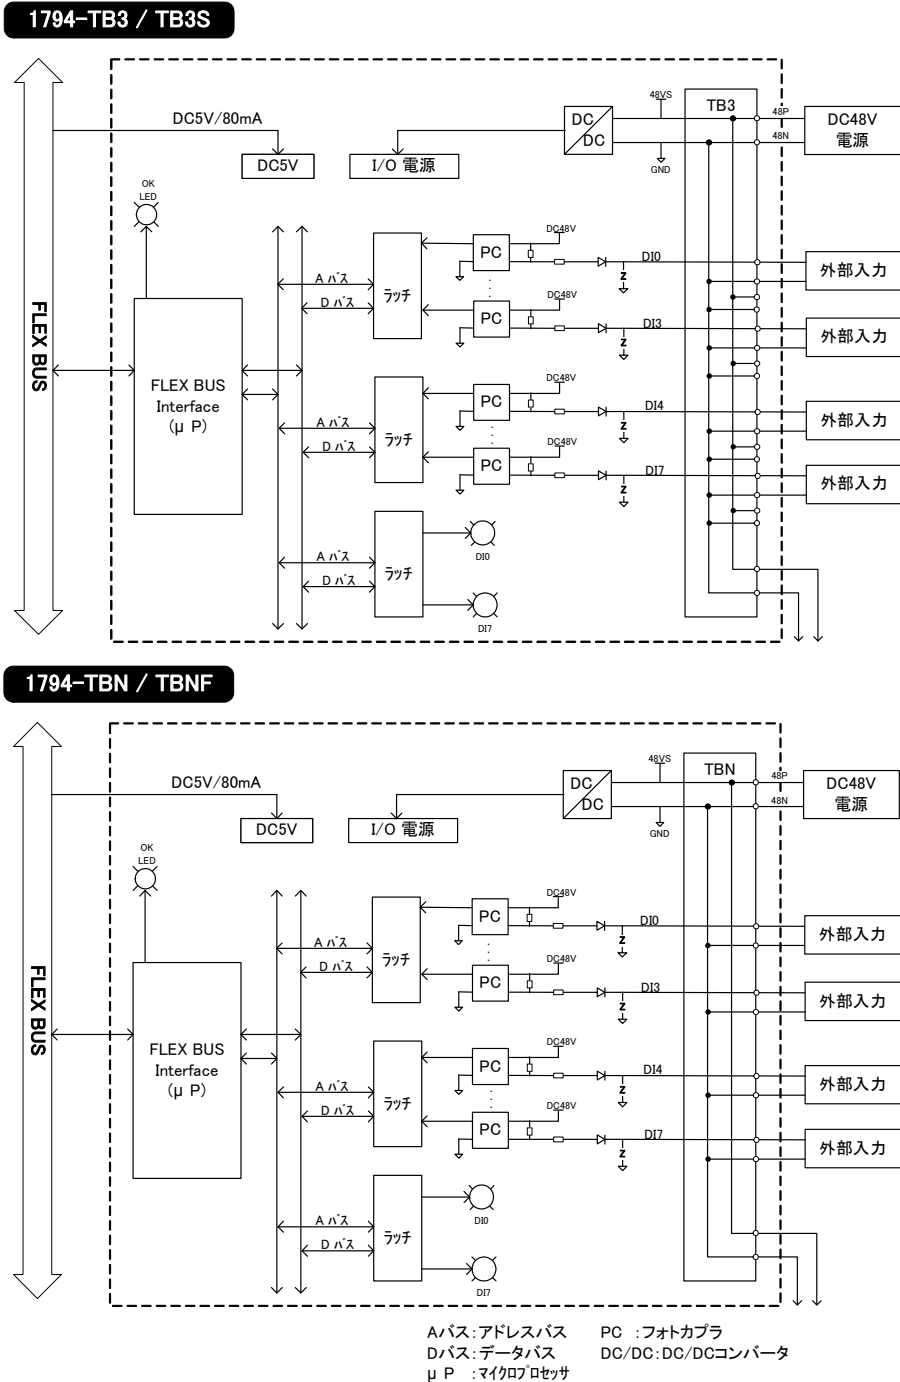 1794-TB3 / TB3S
48VS
TB3
48P
DC5V/80mA
DC
DC
DC48V
電源
48N
DC5V
I/O 電源
GND
OK
LED
DC48V
PC
DI0
外部入力
A バス
ラッチ
D バス
DC48V
PC
DI3
外部入力
FLEX BUS
FLEX BUS
Interface
(μ P)
DC48V
PC
DI4
外部入力
A バス
ラッチ
D バス
DC48V
PC
DI7
外部入力
Z
Z
Z
Z
DI0
A バス
ラッチ
D バス
DI7
1794-TBN / TBNF
48VS
TBN
48P
DC5V/80mA
DC
DC
DC48V
電源
48N
DC5V
I/O 電源
GND
OK
LED
DC48V
PC
DI0
外部入力
A バス
ラッチ
D バス
DC48V
PC
DI3
外部入力
FLEX BUS
FLEX BUS
Interface
(μ P)
DC48V
PC
DI4
外部入力
A バス
ラッチ
D バス
DC48V
PC
DI7
外部入力
Z
Z
Z
Z
DI0
A バス
ラッチ
D バス
DI7
Aバス:アドレスバス PC :フォトカプラ
Dバス:データバス DC/DC:DC/DCコンバータ
μ P :マイクロプロセッサ